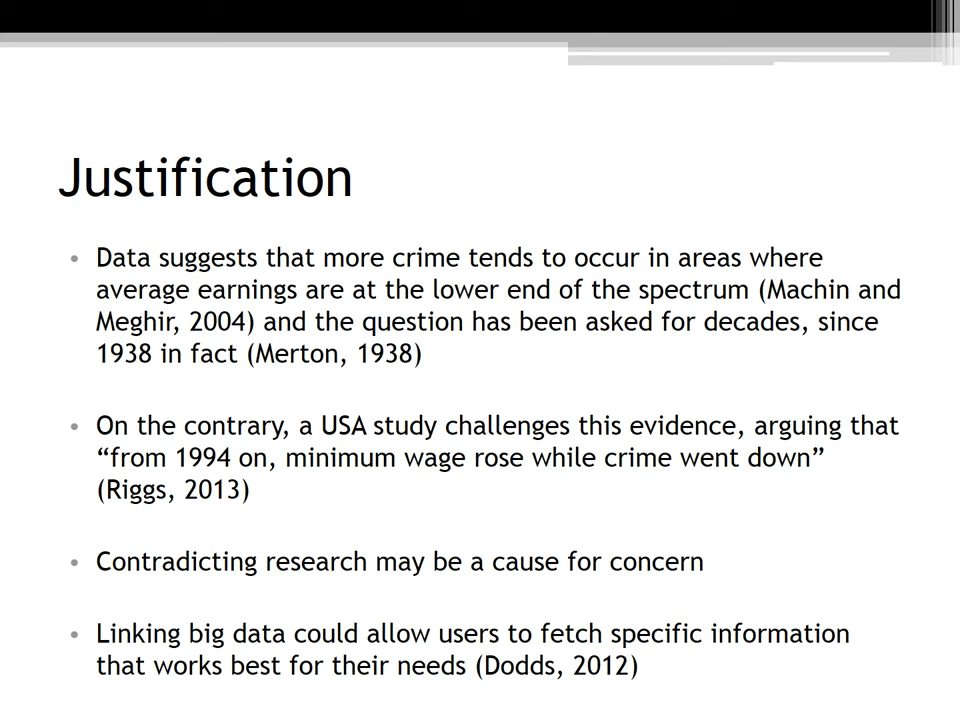 Justification
• Data suggests that more crime tends to occur in areas where
average earnings are at the lower end of the spectrum (Machin and
Meghir, 2004) and the question has been asked for decades, since
1938 in fact (Merton, 1938)
• On the contrary, a USA study challenges this evidence, arguing that
“from 1994 on, minimum wage rose while crime went down”
(Riggs, 2013)
• Contradicting research may be a cause for concern
• Linking big data could allow users to fetch specific information
that works best for their needs (Dodds, 2012)